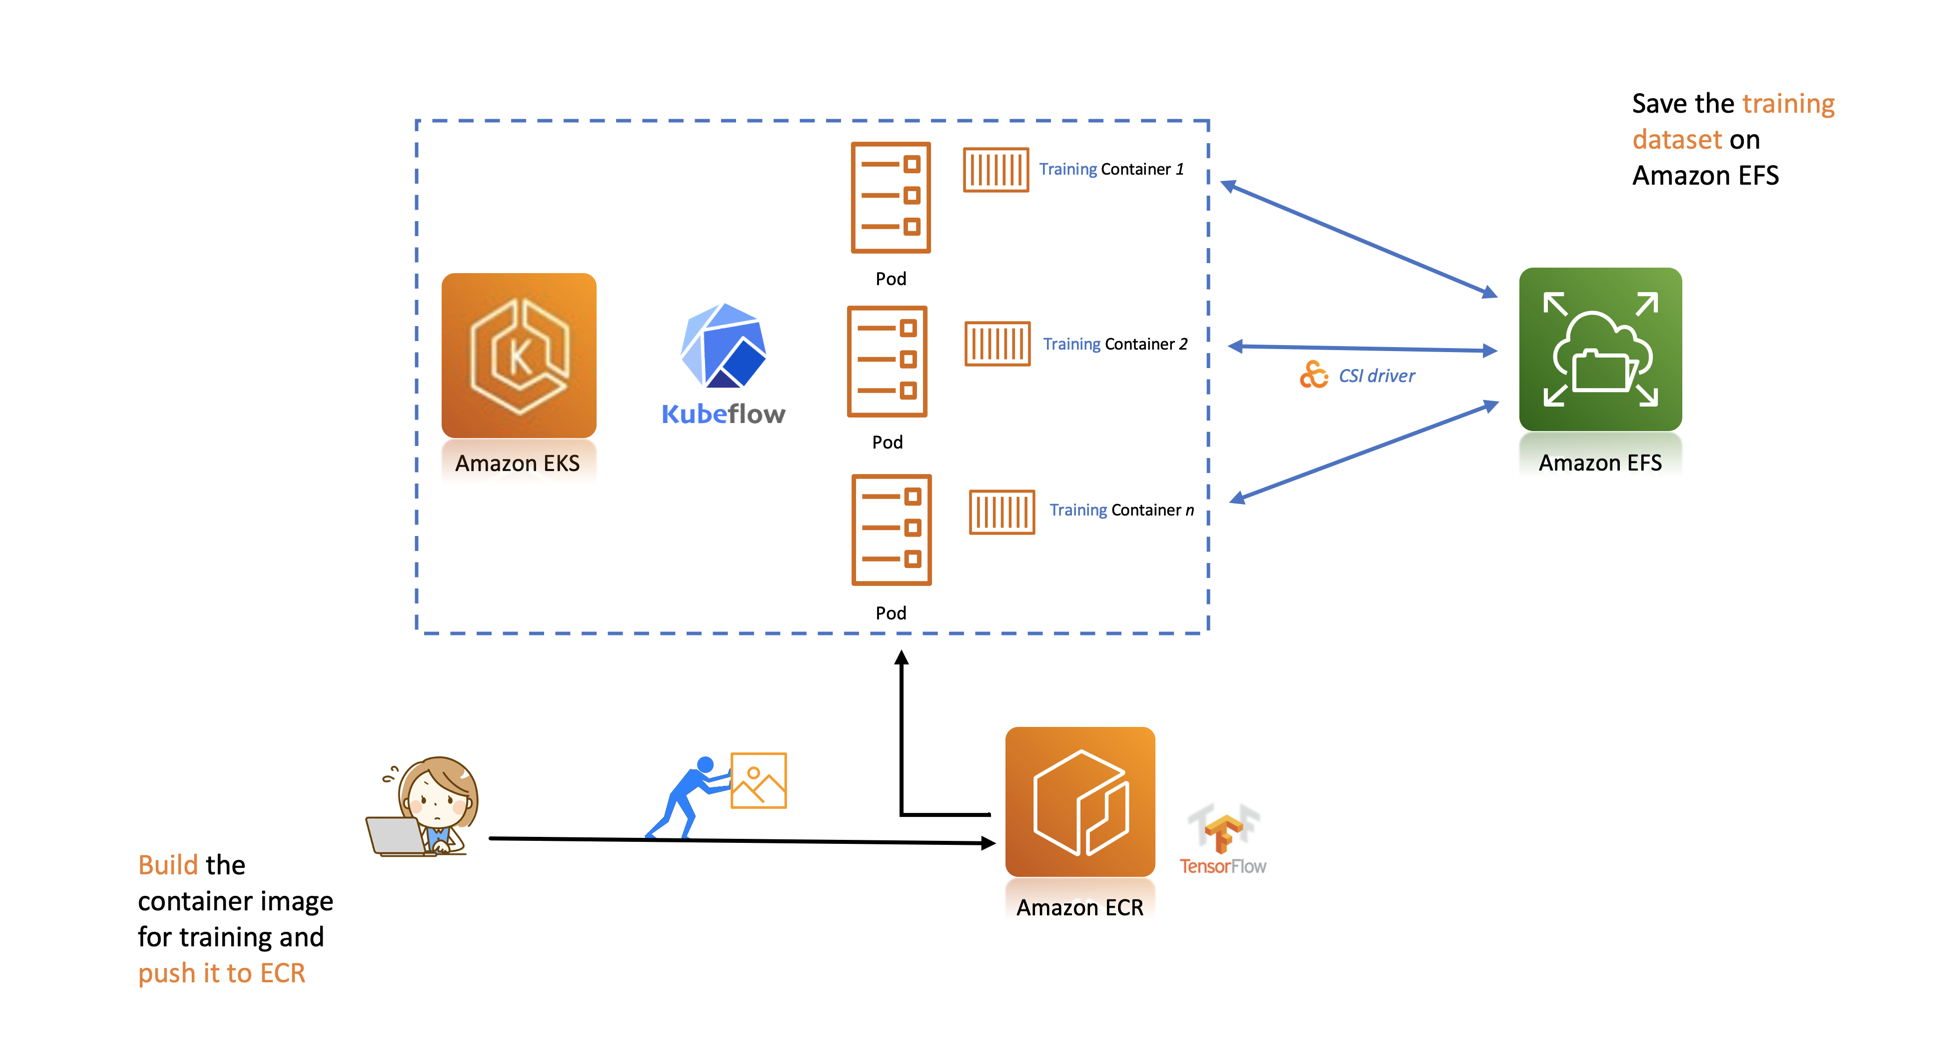 Save the training
dataset on
Amazon EFS
Training Container 1
Pod
Training Container 2
CSI driver
Kubeflow
Pod
Amazon EKS
Amazon EFS
Training Container n
Pod
TensorFlow
Build the
container image
for training and
push it to ECR
Amazon ECR